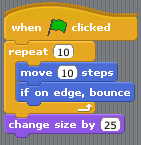 when clicked
repeat 10
move 10 steps
if on edge, bounce
change size by 25